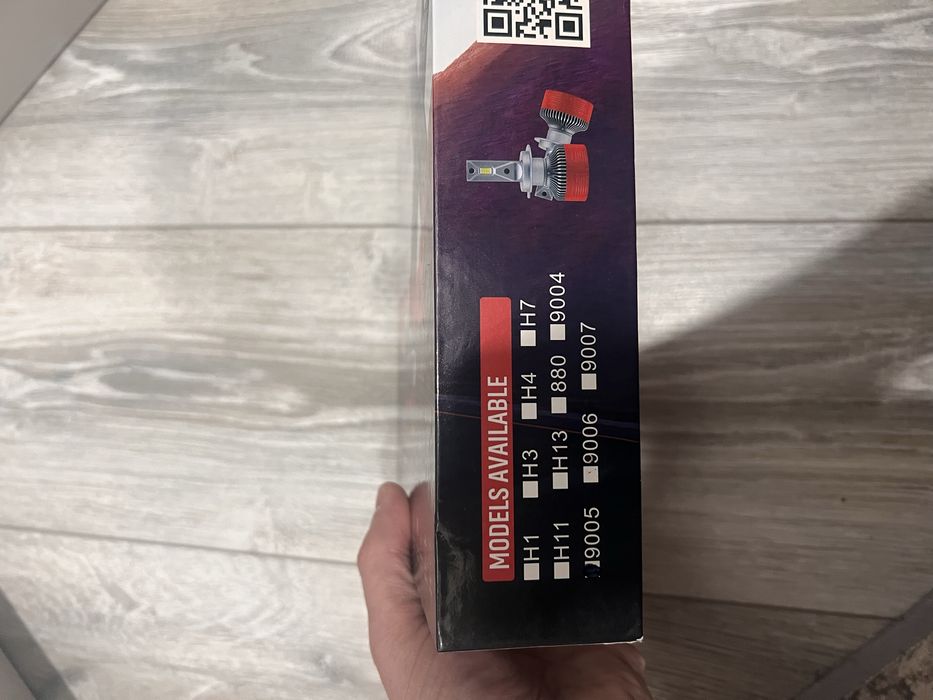 MODELS AVAILABLE
H1 H3 H4 H7
H11 H13 880 9004
9005 9006 9007